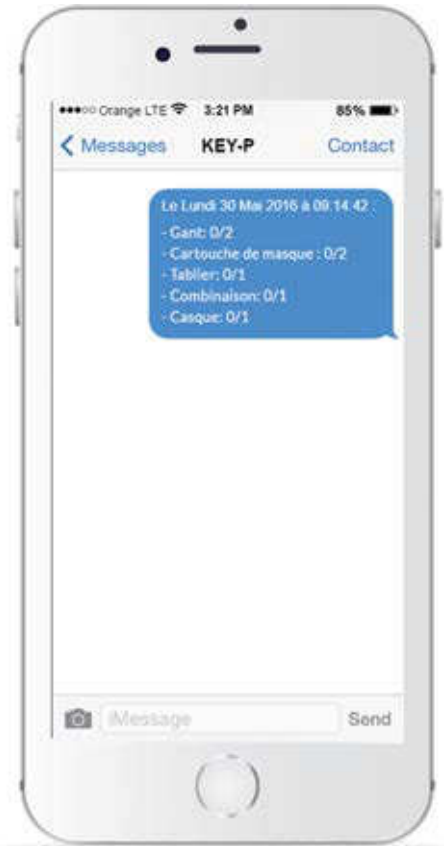 Orange LTE 3:21 PM 85%
Messages KEY-P Contact
Le Lundi 30 Mai 2016 à 09:14:42
- Gant: 0/2
- Cartouche de masque : 0/2
- Tablier: 0/1
- Combinaison: 0/1
- Casque: 0/1
iMessage Send